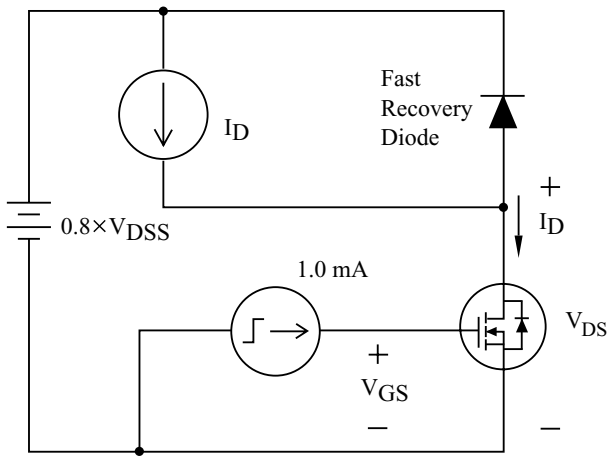 Fast
Recovery
Diode
I_D
+
I_D
0.8×V_DSS
1.0 mA
V_DS
+
V_GS
−
−